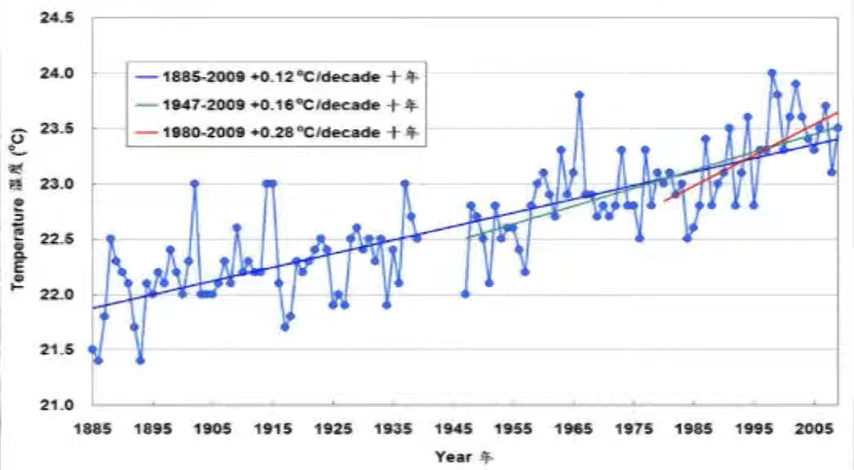 24.5
24.0
23.5
23.0
22.5
22.0
21.5
21.0
Temperature 温度 (°C)
1885-2009 +0.12°C/decade 十年
1947-2009 +0.16°C/decade 十年
1980-2009 +0.28°C/decade 十年
1885 1895 1905 1915 1925 1935 1945 1955 1965 1975 1985 1995 2005
Year 年